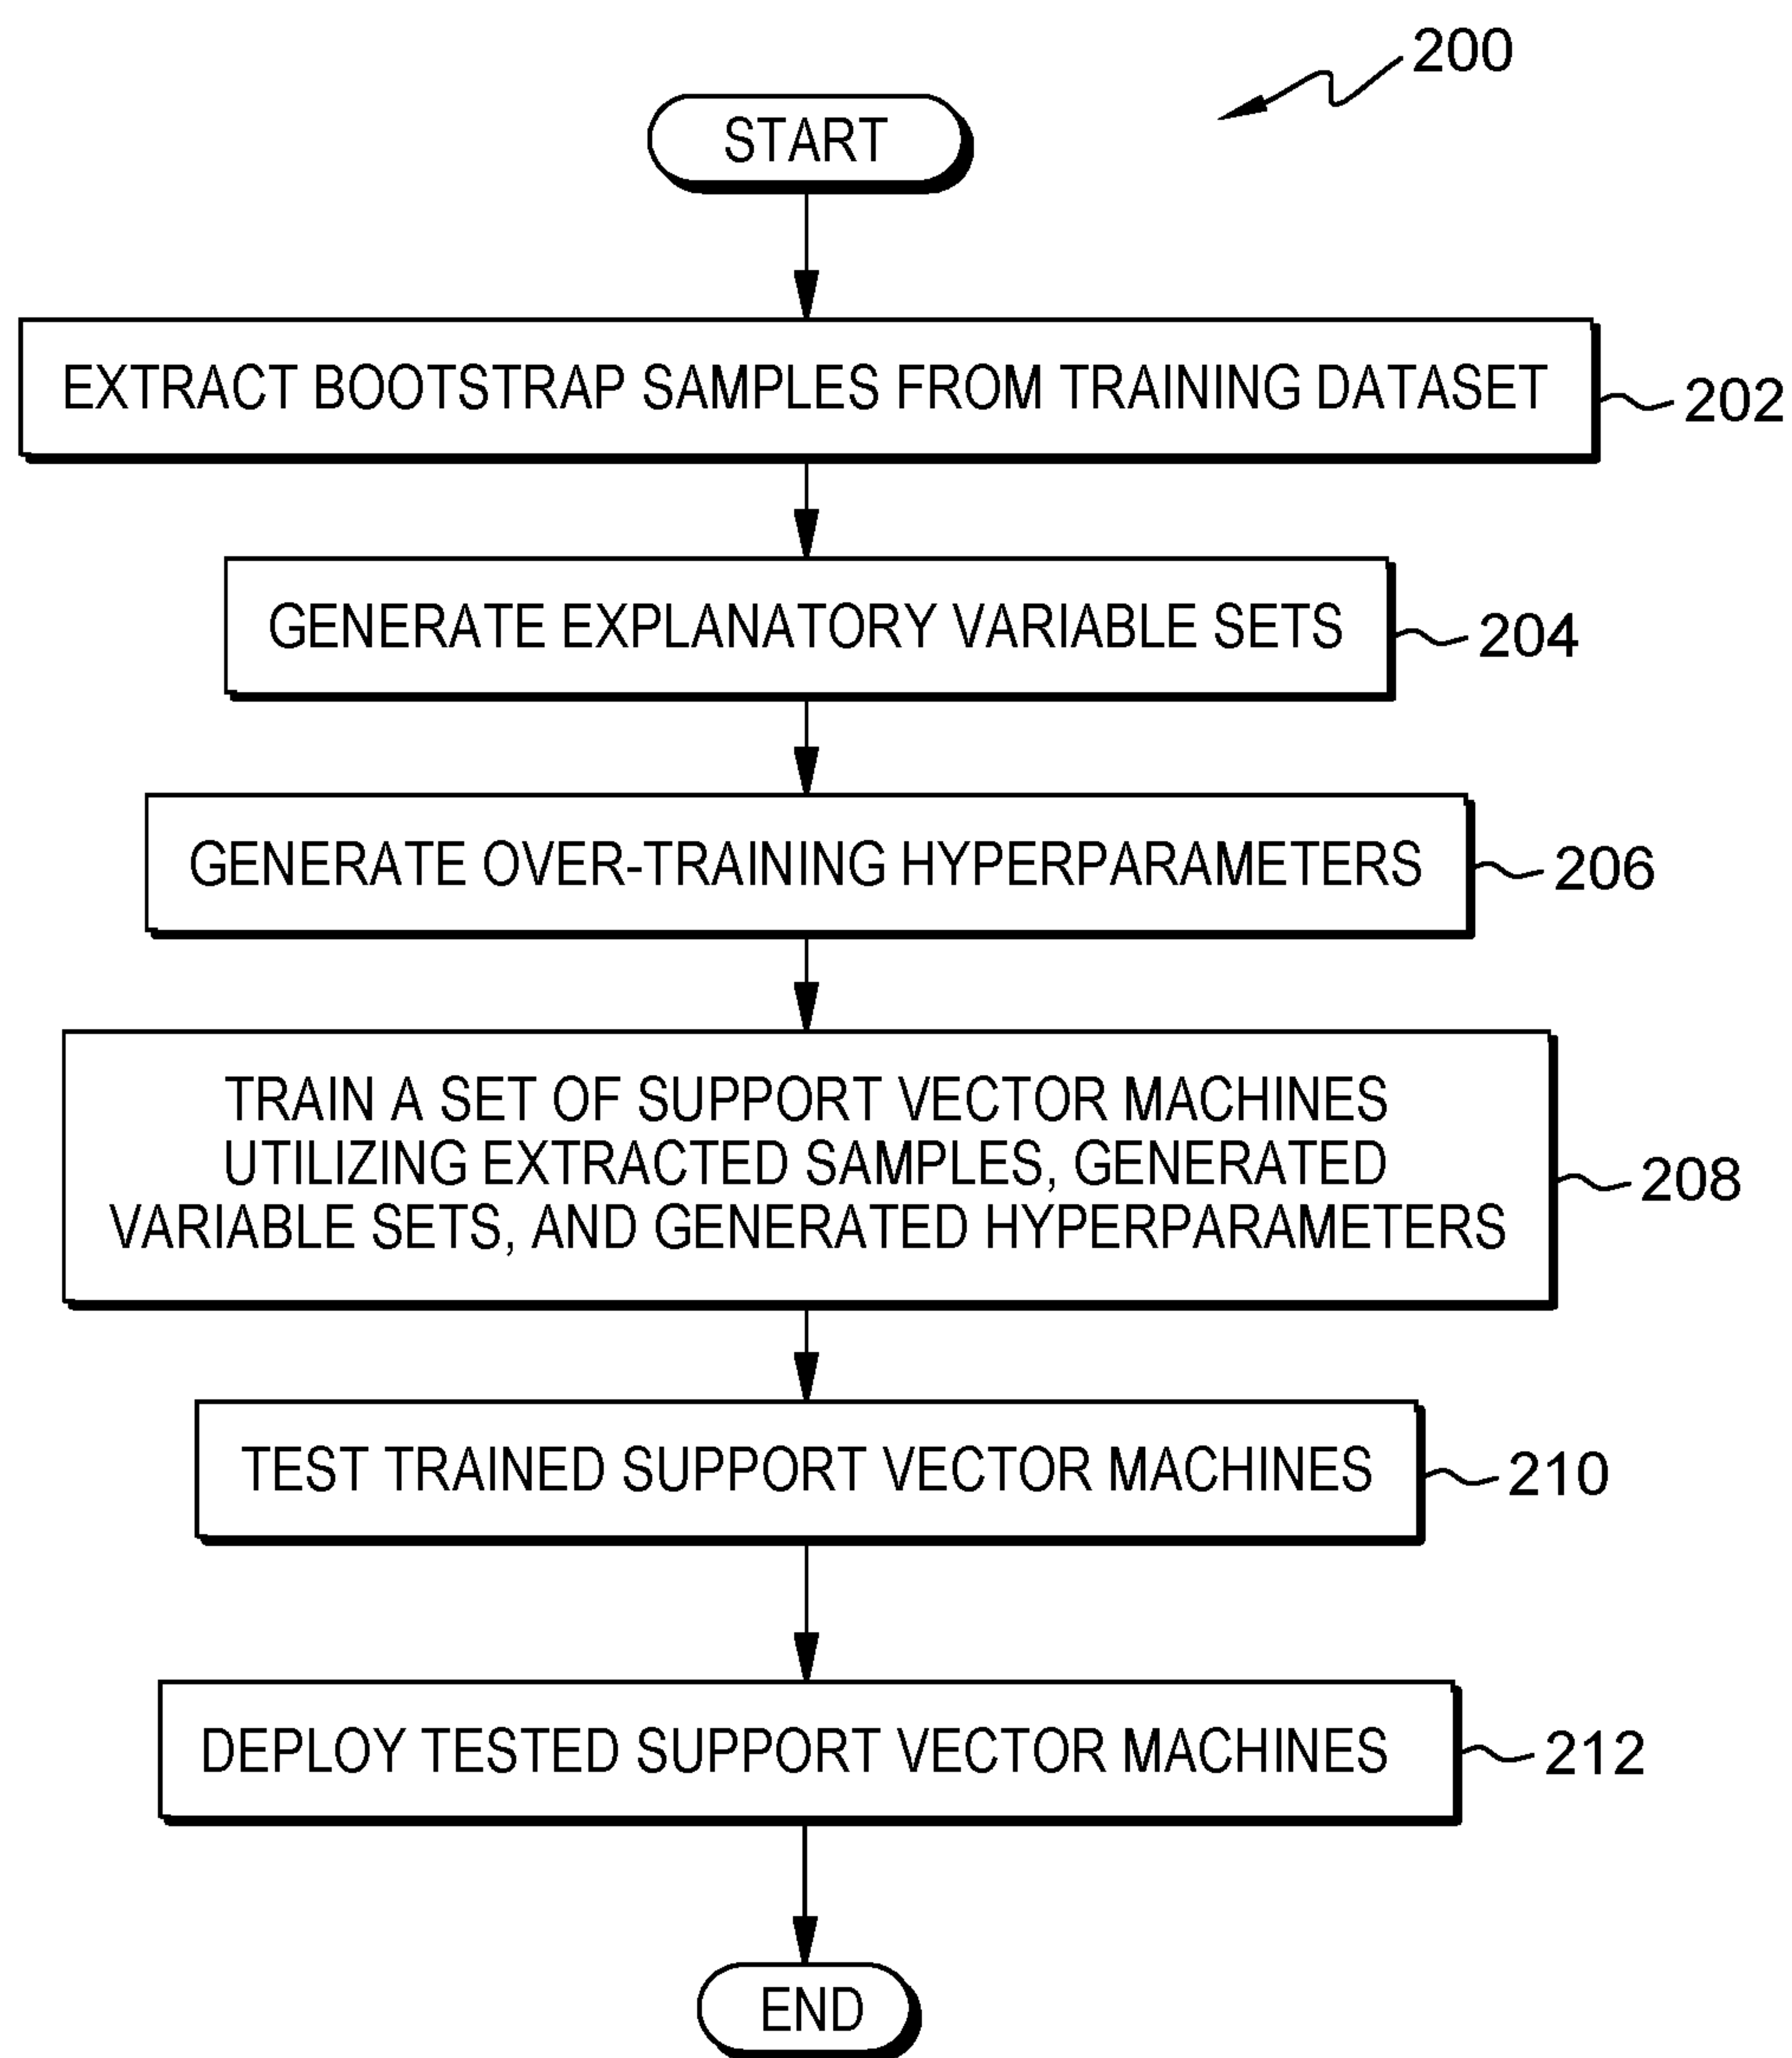 200
START
EXTRACT BOOTSTRAP SAMPLES FROM TRAINING DATASET
202
GENERATE EXPLANATORY VARIABLE SETS
204
GENERATE OVER-TRAINING HYPERPARAMETERS
206
TRAIN A SET OF SUPPORT VECTOR MACHINES
UTILIZING EXTRACTED SAMPLES, GENERATED
VARIABLE SETS, AND GENERATED HYPERPARAMETERS
208
TEST TRAINED SUPPORT VECTOR MACHINES
210
DEPLOY TESTED SUPPORT VECTOR MACHINES
212
END